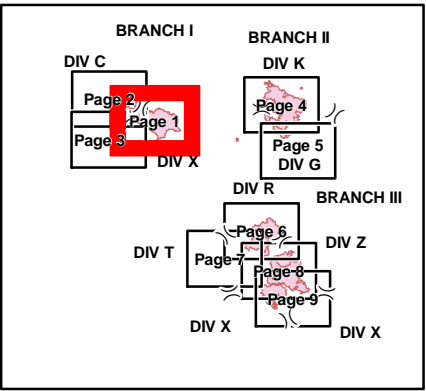 BRANCH I
BRANCH II
DIV C
DIV K
Page 2
Page 1
Page 4
Page 3
Page 5
DIV X
DIV G
DIV R
BRANCH III
Page 6
DIV T
DIV Z
Page 7
Page 8
Page 9
DIV X
DIV X